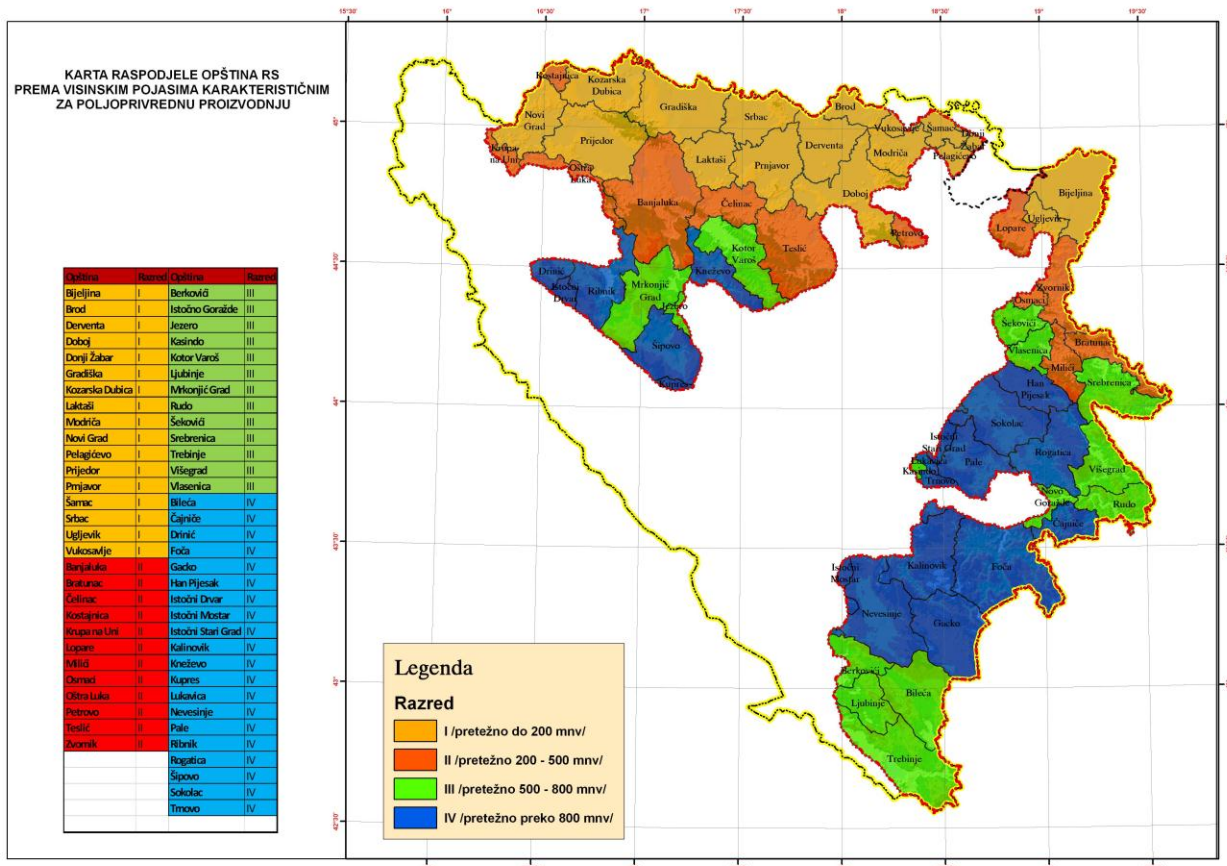 KARTA RASPODJELE OPŠTINA RS
PREMA VISINSKIM POJASIMA KARAKTERISTIČNIM
ZA POLJOPRIVREDNU PROIZVODNJU
Opština Razred Opština Razred
Bijeljina I Berkovići III
Brod I Istočno Goražde III
Derventa I Jezero III
Doboj I Kasindo III
Donji Žabar I Kotor Varoš III
Gradiška I Ljubinje III
Kozarska Dubica I Mrkonjić Grad III
Laktaši I Rudo III
Modriča I Šekovići III
Novi Grad I Srebrenica III
Pelagićevo I Trebinje III
Prijedor I Višegrad III
Prnjavor I Vlasenica III
Šamac I Bileća IV
Srbac I Čajniče IV
Ugljevik I Drinić IV
Vukosavlje I Foča IV
Banjaluka II Gacko IV
Bratunac II Han Pijesak IV
Čelinac II Istočni Drvar IV
Kostajnica II Istočni Mostar IV
Krupa na Uni II Istočni Stari Grad IV
Lopare II Kalinovik IV
Milići II Kneževo IV
Osmaci II Kupres IV
Oštra Luka II Lukavica IV
Petrovo II Nevesinje IV
Teslić II Pale IV
Zvornik II Ribnik IV
Rogatica IV
Šipovo IV
Sokolac IV
Trnovo IV
15°30' 16° 16°30' 17° 17°30' 18° 18°30' 19° 19°30'
45°
44°30'
44°
43°30'
43°
42°30'
Kostajnica
Kozarska
Dubica
Gradiška
Srbac
Brod
Novi
Grad
Prijedor
Vukosavlje
Šamac
Donji
Žabar
Pelagićevo
Derventa
Modriča
Krupa
na Uni
Oštra
Luka
Laktaši
Prnjavor
Doboj
Bijeljina
Ugljevik
Lopare
Banjaluka
Čelinac
Teslić
Petrovo
Kotor
Varoš
Kneževo
Drinić
Istočni
Drvar
Ribnik
Mrkonjić
Grad
Jezero
Šipovo
Kupres
Zvornik
Osmaci
Šekovići
Vlasenica
Milići
Bratunac
Srebrenica
Han
Pijesak
Sokolac
Istočni
Stari Grad
Lukavica
Kasindo
Trnovo
Pale
Rogatica
Višegrad
Rudo
Novo
Goražde
Čajniče
Istočni
Mostar
Kalinovik
Foča
Nevesinje
Gacko
Berkovići
Bileća
Ljubinje
Trebinje
Legenda
Razred
I /pretežno do 200 mnv/
II /pretežno 200 - 500 mnv/
III /pretežno 500 - 800 mnv/
IV /pretežno preko 800 mnv/